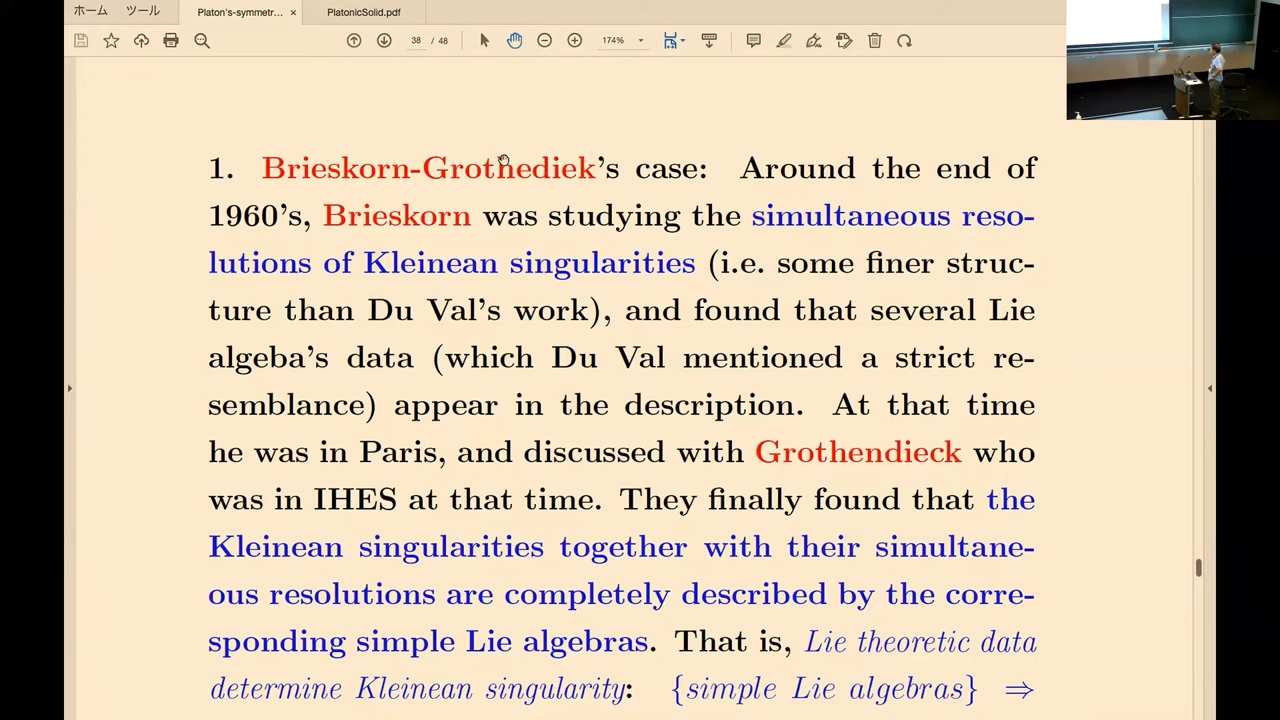 ホーム ツール Platon's-symmetr... × PlatonicSolid.pdf
38 / 48 174%
1. Brieskorn-Grothediek's case: Around the end of
1960's, Brieskorn was studying the simultaneous reso-
lutions of Kleinean singularities (i.e. some finer struc-
ture than Du Val's work), and found that several Lie
algeba's data (which Du Val mentioned a strict re-
semblance) appear in the description. At that time
he was in Paris, and discussed with Grothendieck who
was in IHES at that time. They finally found that the
Kleinean singularities together with their simultane-
ous resolutions are completely described by the corre-
sponding simple Lie algebras. That is, Lie theoretic data
determine Kleinean singularity: {simple Lie algebras} ⇒